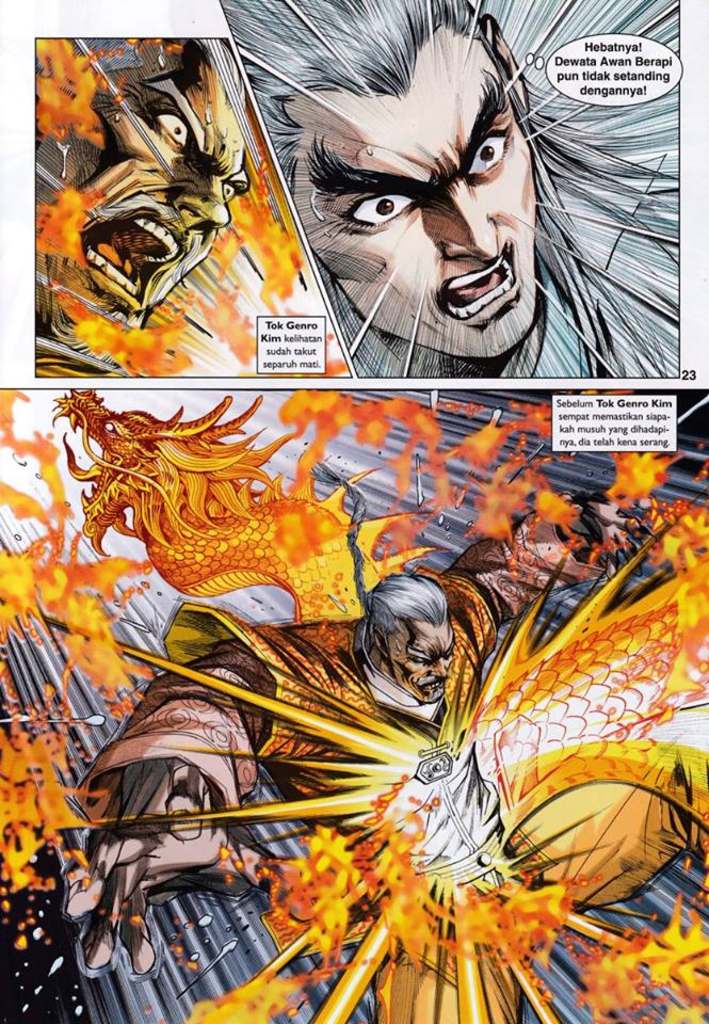 Hebatnya!
Dewata Awan Berapi
pun tidak setanding
dengannya!
Tok Genro
Kim kelihatan
sudah takut
separuh mati.
23
Sebelum Tok Genro Kim
sempat memastikan siapa-
kah musuh yang dihadapi-
nya, dia telah kena serang.